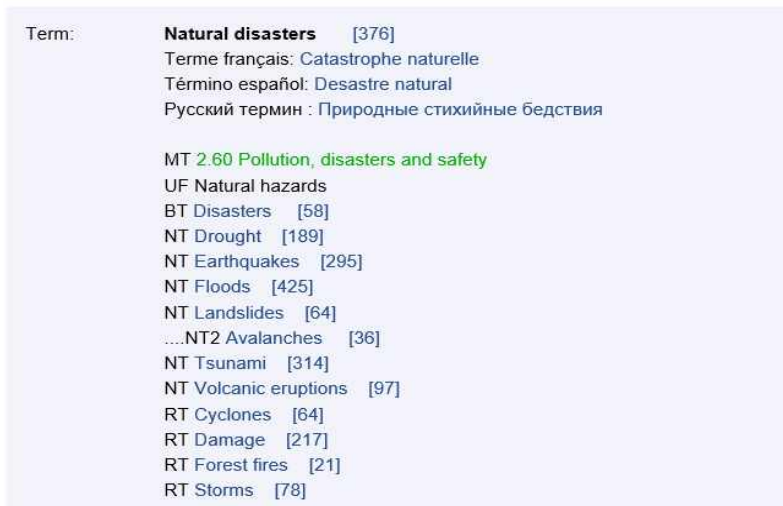 Term: Natural disasters [376]
Terme français: Catastrophe naturelle
Término español: Desastre natural
Русский термин : Природные стихийные бедствия
MT 2.60 Pollution, disasters and safety
UF Natural hazards
BT Disasters [58]
NT Drought [189]
NT Earthquakes [295]
NT Floods [425]
NT Landslides [64]
....NT2 Avalanches [36]
NT Tsunami [314]
NT Volcanic eruptions [97]
RT Cyclones [64]
RT Damage [217]
RT Forest fires [21]
RT Storms [78]